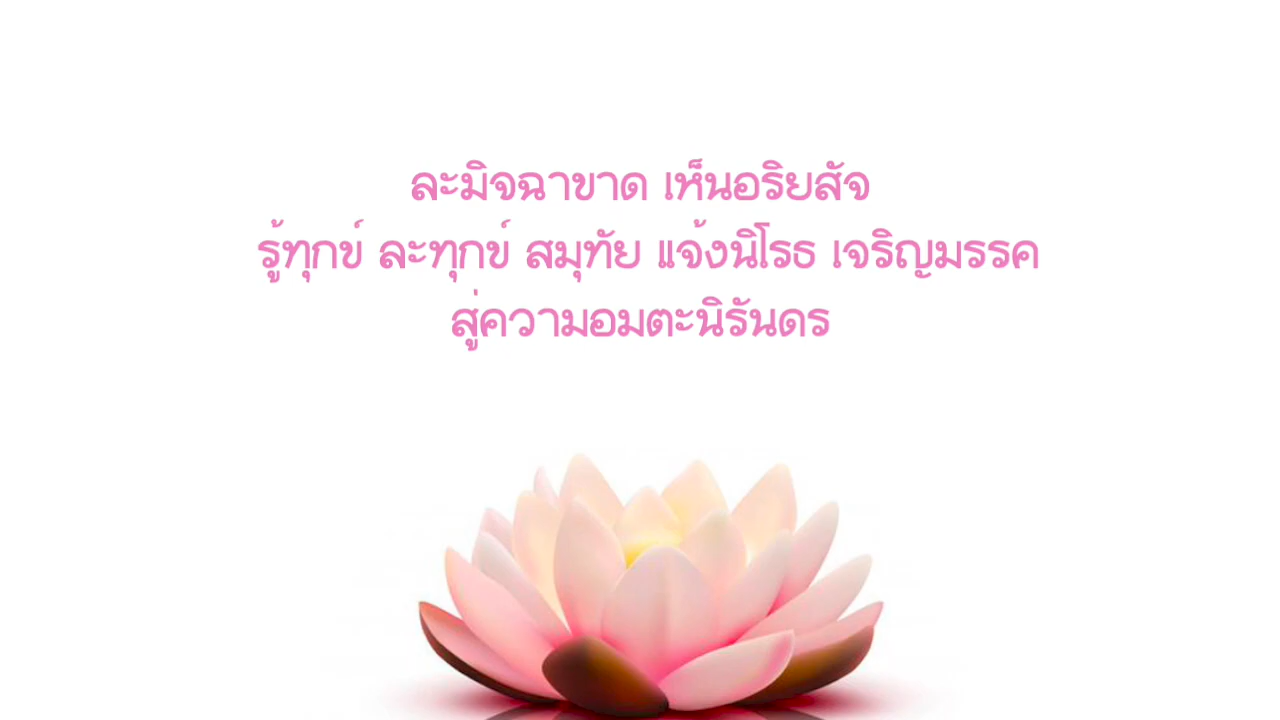 ละมิจฉาขาด เห็นอริยสัจ
รู้ทุกข์ ละทุกข์ สมุทัย แจ้งนิโรธ เจริญมรรค
สู่ความอมตะนิรันดร